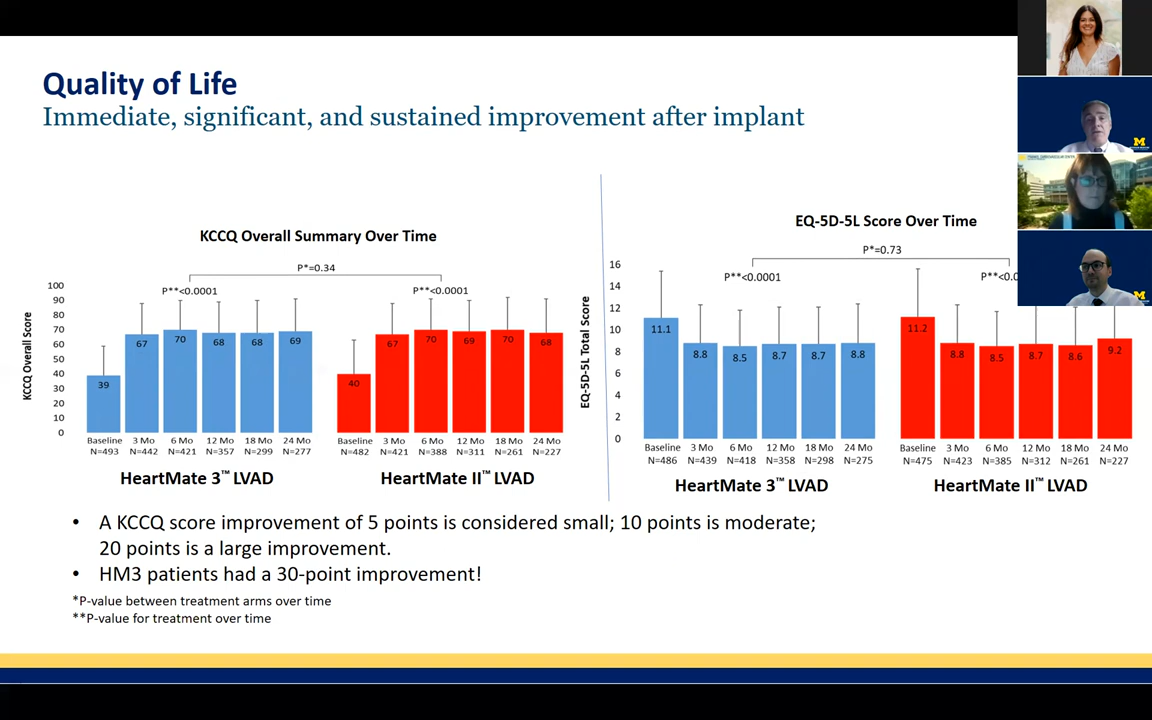 Quality of Life
Immediate, significant, and sustained improvement after implant
KCCQ Overall Summary Over Time
P*=0.34
P**<0.0001
P**<0.0001
KCCQ Overall Score
100
90
80
70
60
50
40
30
20
10
0
39
67
70
68
68
69
40
67
70
69
70
68
Baseline 3 Mo 6 Mo 12 Mo 18 Mo 24 Mo
N=493 N=442 N=421 N=357 N=299 N=277
Baseline 3 Mo 6 Mo 12 Mo 18 Mo 24 Mo
N=482 N=421 N=388 N=311 N=261 N=227
HeartMate 3™ LVAD
HeartMate II™ LVAD
EQ-5D-5L Score Over Time
P*=0.73
P**<0.0001
P**<0.0
EQ-5D-5L Total Score
16
14
12
10
8
6
4
2
0
11.1
8.8
8.5
8.7
8.7
8.8
11.2
8.8
8.5
8.7
8.6
9.2
Baseline 3 Mo 6 Mo 12 Mo 18 Mo 24 Mo
N=486 N=439 N=418 N=358 N=298 N=275
Baseline 3 Mo 6 Mo 12 Mo 18 Mo 24 Mo
N=475 N=423 N=385 N=312 N=261 N=227
HeartMate 3™ LVAD
HeartMate II™ LVAD
• A KCCQ score improvement of 5 points is considered small; 10 points is moderate;
20 points is a large improvement.
• HM3 patients had a 30-point improvement!
*P-value between treatment arms over time
**P-value for treatment over time
M
M